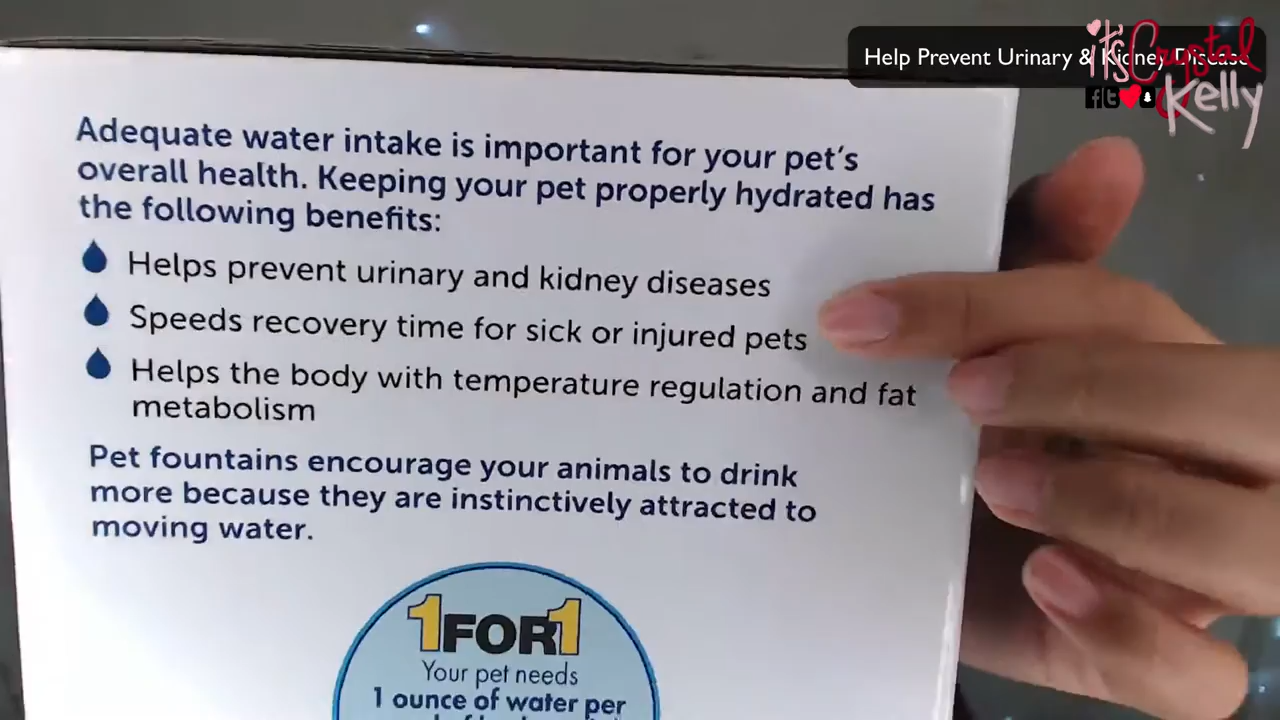 Help Prevent Urinary & Kidney Disease
it's Crystal
Kelly
Adequate water intake is important for your pet's
overall health. Keeping your pet properly hydrated has
the following benefits:
Helps prevent urinary and kidney diseases
Speeds recovery time for sick or injured pets
Helps the body with temperature regulation and fat
metabolism
Pet fountains encourage your animals to drink
more because they are instinctively attracted to
moving water.
1FOR1
Your pet needs
1 ounce of water per